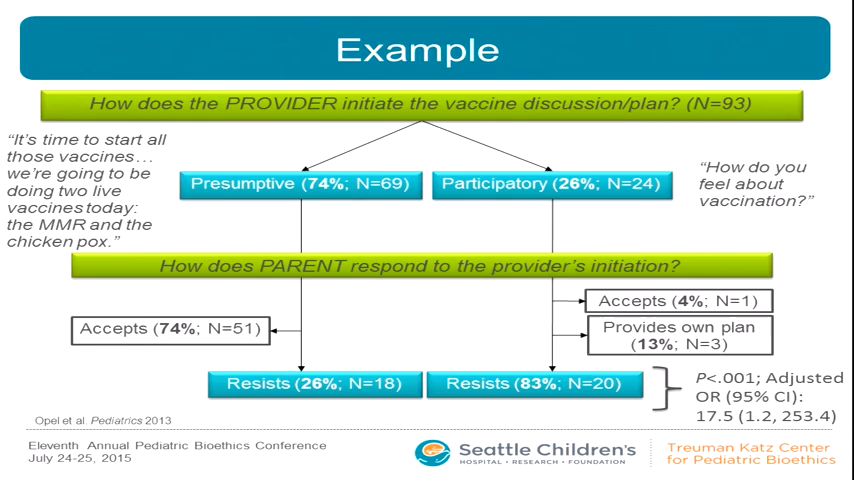 Example
How does the PROVIDER initiate the vaccine discussion/plan? (N=93)
"It's time to start all
those vaccines…
we're going to be
doing two live
vaccines today:
the MMR and the
chicken pox."
Presumptive (74%; N=69)
Participatory (26%; N=24)
"How do you
feel about
vaccination?"
How does PARENT respond to the provider's initiation?
Accepts (74%; N=51)
Accepts (4%; N=1)
Provides own plan
(13%; N=3)
Resists (26%; N=18)
Resists (83%; N=20)
P<.001; Adjusted
OR (95% CI):
17.5 (1.2, 253.4)
Opel et al. Pediatrics 2013
Eleventh Annual Pediatric Bioethics Conference
July 24-25, 2015
Seattle Children's
HOSPITAL • RESEARCH • FOUNDATION
Treuman Katz Center
for Pediatric Bioethics